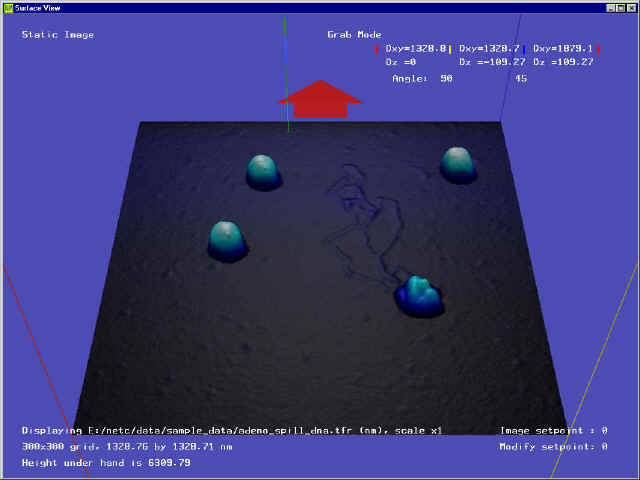 Surface View
Static Image
Grab Mode
Dxy=1328.8 Dxy=1328.7 Dxy=1879.1
Dz =0 Dz =-109.27 Dz =109.27
Angle: 90 45
Displaying E:/netc/data/sample_data/adeno_spill_dna.tfr (nm), scale x1
Image setpoint : 0
300x300 grid, 1328.76 by 1328.71 nm
Modify setpoint: 0
Height under hand is 6309.79